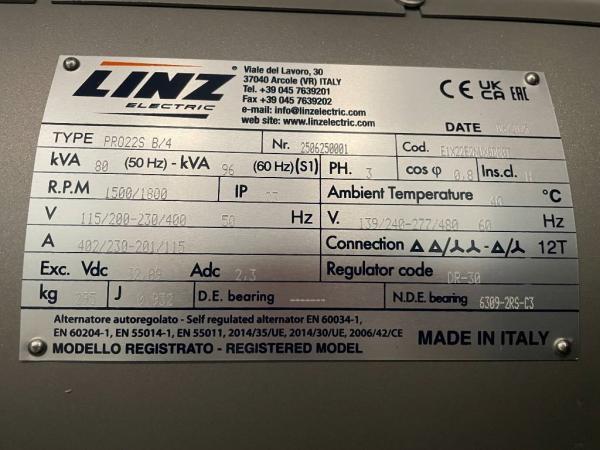 LINZ
ELECTRIC
Viale del Lavoro, 30
37040 Arcole (VR) ITALY
Tel. +39 045 7639201
Fax +39 045 7639202
e-mail: info@linzelectric.com
web site: www.linzelectric.com
CE UK CA EAC
DATE
TYPE PRO22S B/4 Nr. 2506250001 Cod.
kVA 80 (50 Hz) - kVA 96 (60 Hz)(S1) PH. 3 cos φ 0,8 Ins.cl. H
R.P.M 1500/1800 IP Ambient Temperature 40 °C
V 115/200-230/400 50 Hz V. 139/240-277/480 60 Hz
A 402/230-201/115 Connection ΔΔ/⅄⅄-Δ/⅄ 12T
Exc. Vdc 32,09 Adc 2,3 Regulator code DR-30
kg 295 J 0,932 D.E. bearing ------- N.D.E. bearing 6309-2RS-C3
Alternatore autoregolato - Self regulated alternator EN 60034-1,
EN 60204-1, EN 55014-1, EN 55011, 2014/35/UE, 2014/30/UE, 2006/42/CE
MODELLO REGISTRATO - REGISTERED MODEL
MADE IN ITALY